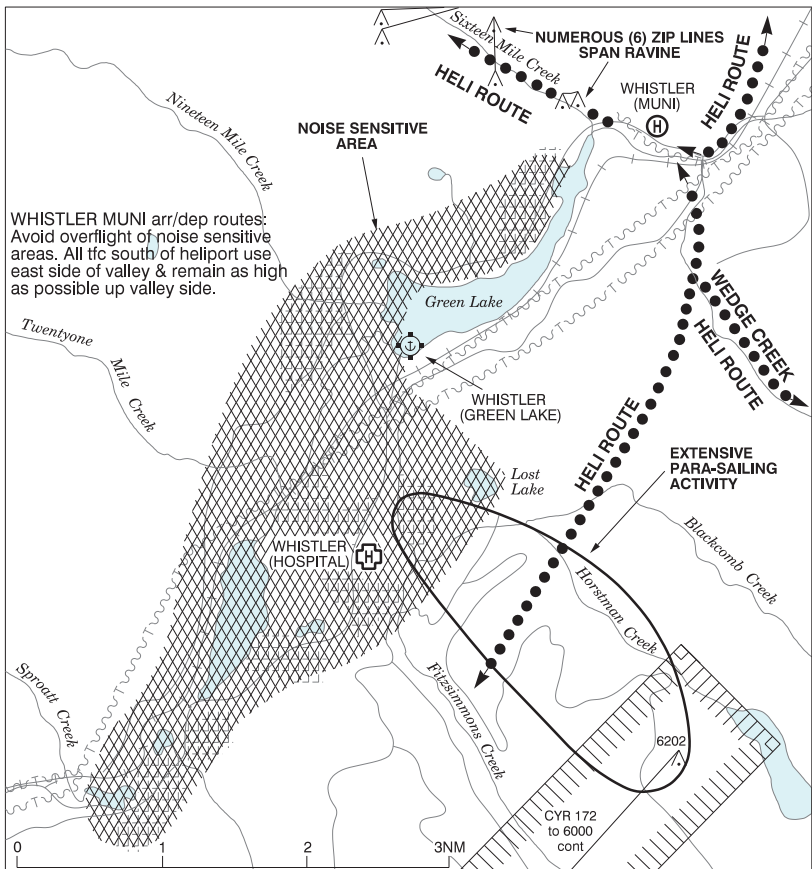 Sixteen Mile Creek
NUMEROUS (6) ZIP LINES
SPAN RAVINE
HELI ROUTE
WHISTLER
(MUNI)
H
HELI ROUTE
Nineteen Mile Creek
NOISE SENSITIVE
AREA
WHISTLER MUNI arr/dep routes:
Avoid overflight of noise sensitive
areas. All tfc south of heliport use
east side of valley & remain as high
as possible up valley side.
Green Lake
WEDGE CREEK
HELI ROUTE
Twentyone Mile Creek
WHISTLER
(GREEN LAKE)
HELI ROUTE
EXTENSIVE
PARA-SAILING
ACTIVITY
Lost
Lake
Blackcomb Creek
WHISTLER
(HOSPITAL)
H
Horstman Creek
Sproatt Creek
Fitzsimmons Creek
6202
CYR 172
to 6000
cont
0 1 2 3NM